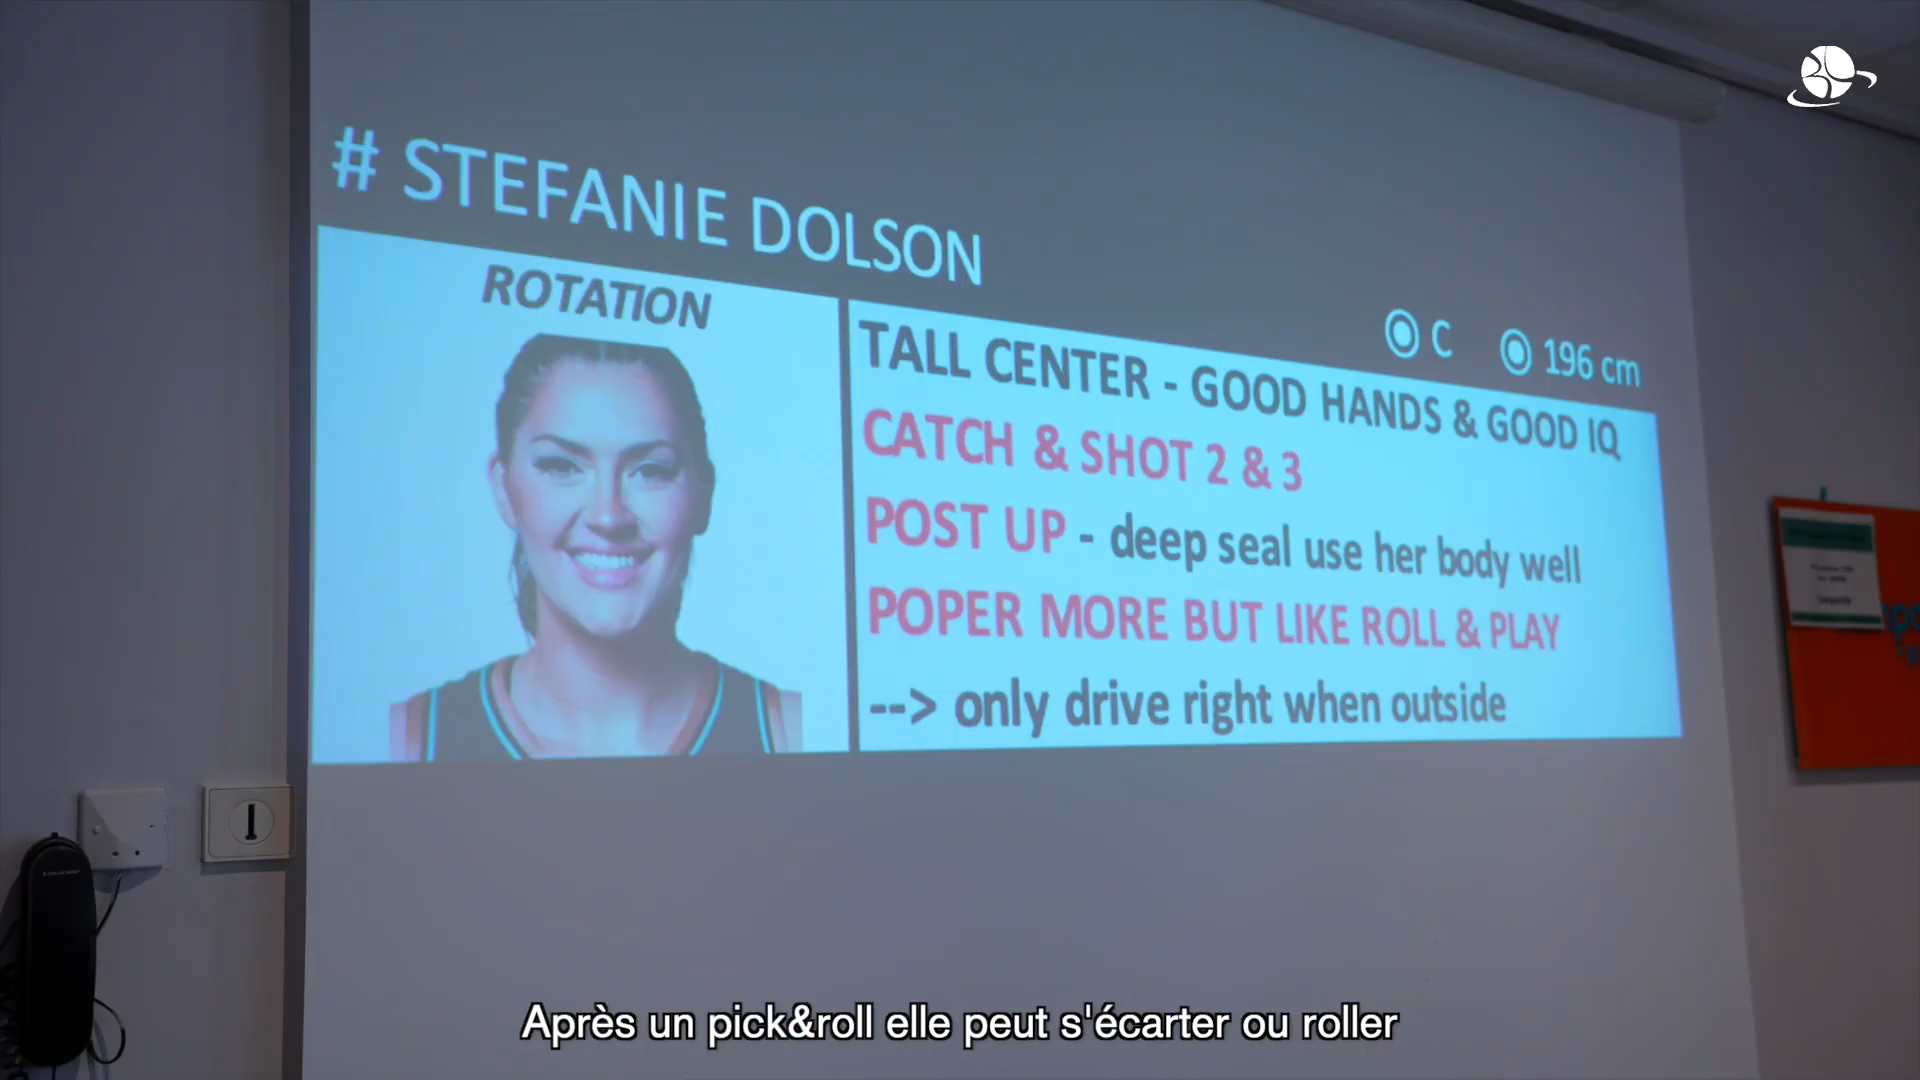 # STEFANIE DOLSON
C 196 cm
ROTATION
TALL CENTER - GOOD HANDS & GOOD IQ
CATCH & SHOT 2 & 3
POST UP - deep seal use her body well
POPER MORE BUT LIKE ROLL & PLAY
--> only drive right when outside
Après un pick&roll elle peut s'écarter ou roller